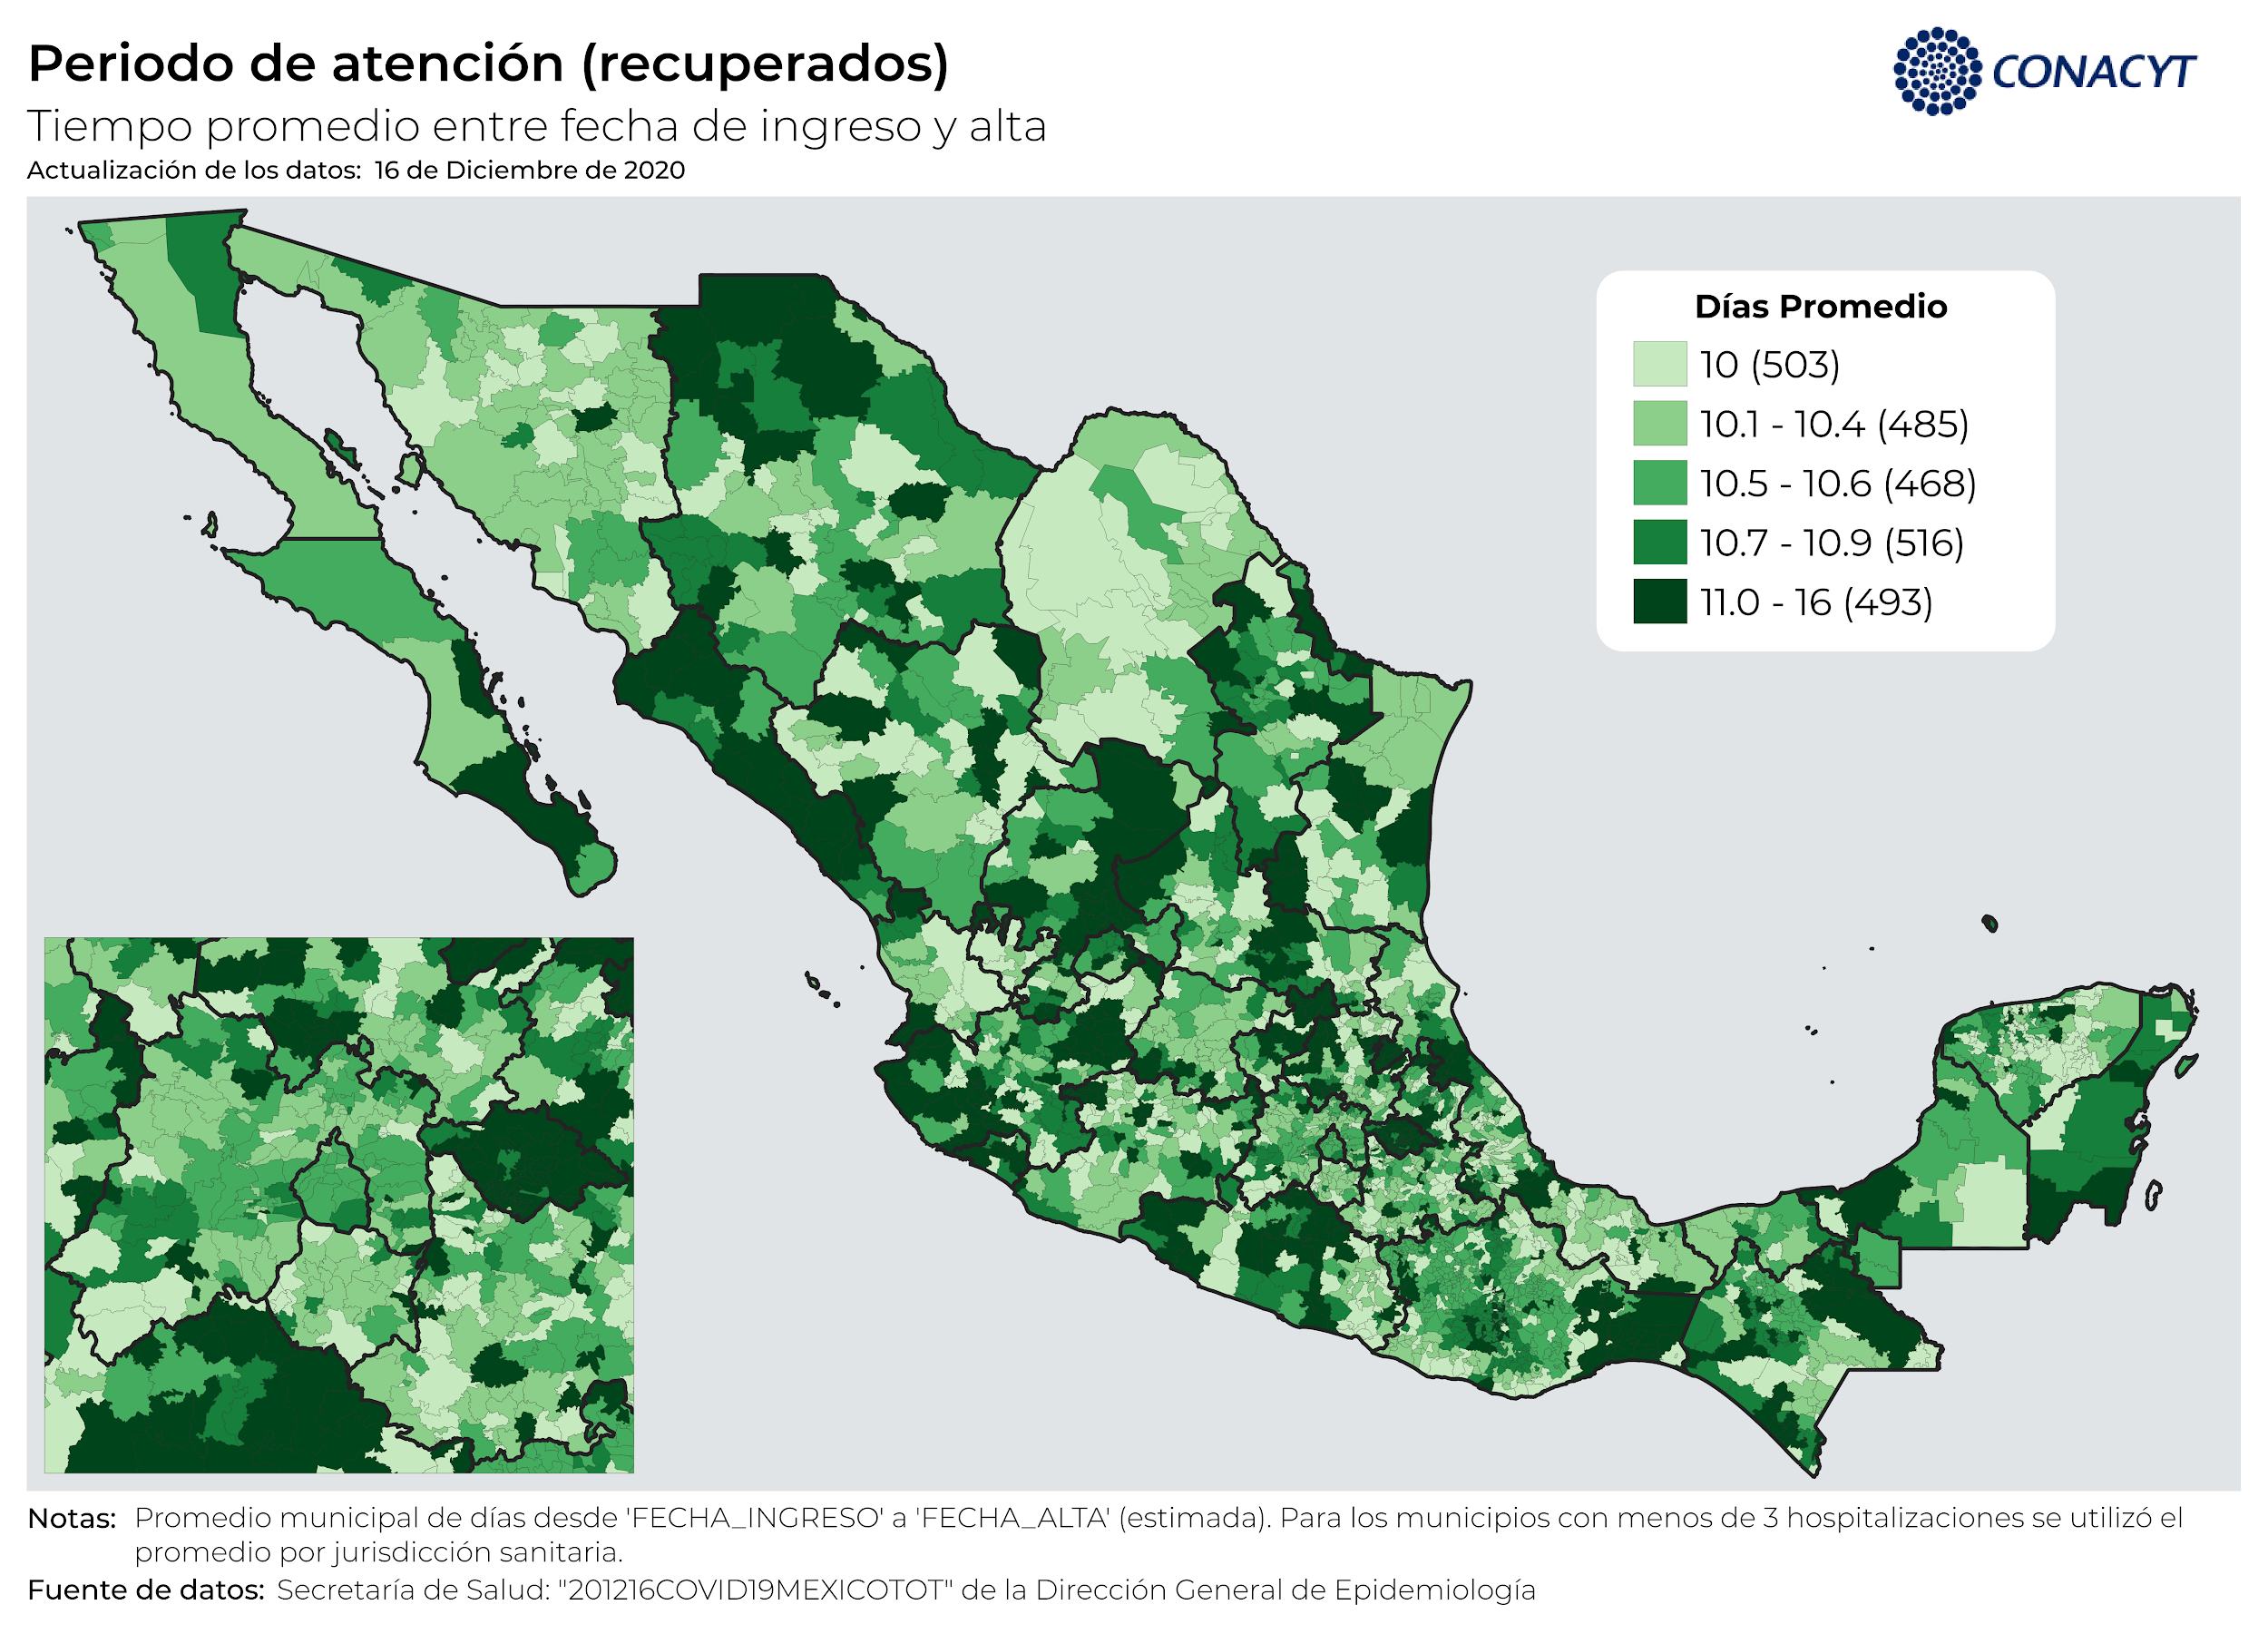 Periodo de atención (recuperados)
Tiempo promedio entre fecha de ingreso y alta
Actualización de los datos: 16 de Diciembre de 2020
CONACYT
Días Promedio
10 (503)
10.1 - 10.4 (485)
10.5 - 10.6 (468)
10.7 - 10.9 (516)
11.0 - 16 (493)
Notas: Promedio municipal de días desde 'FECHA_INGRESO' a 'FECHA_ALTA' (estimada). Para los municipios con menos de 3 hospitalizaciones se utilizó el
promedio por jurisdicción sanitaria.
Fuente de datos: Secretaría de Salud: "201216COVID19MEXICOTOT" de la Dirección General de Epidemiología